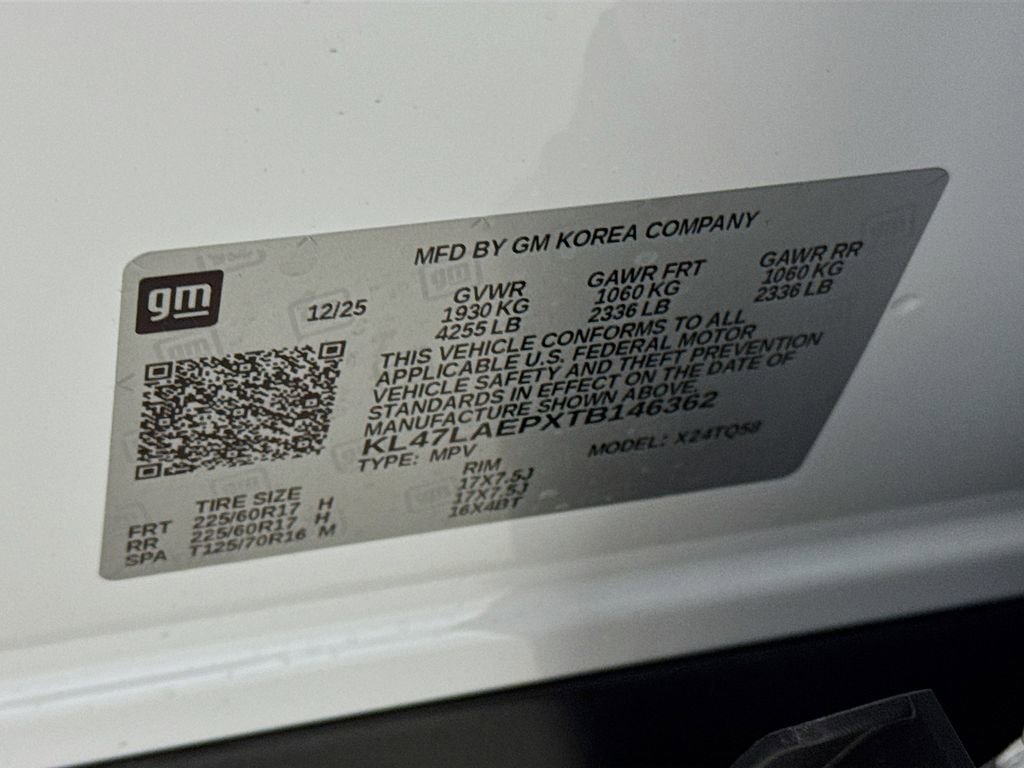 MFD BY GM KOREA COMPANY
gm
12/25
GVWR GAWR FRT GAWR RR
1930 KG 1060 KG 1060 KG
4255 LB 2336 LB 2336 LB
THIS VEHICLE CONFORMS TO ALL
APPLICABLE U.S. FEDERAL MOTOR
VEHICLE SAFETY AND THEFT PREVENTION
STANDARDS IN EFFECT ON THE DATE OF
MANUFACTURE SHOWN ABOVE.
KL47LAEPXTB146362
TYPE: MPV MODEL: X24TQ58
TIRE SIZE RIM
FRT 225/60R17 H 17X7.5J
RR 225/60R17 H 17X7.5J
SPA T125/70R16 M 16X4BT